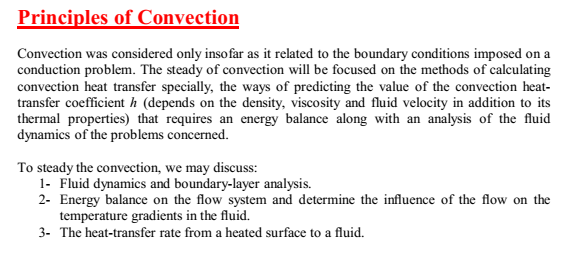 Principles of Convection
Convection was considered only insofar as it related to the boundary conditions imposed on a
conduction problem. The steady of convection will be focused on the methods of calculating
convection heat transfer specially, the ways of predicting the value of the convection heat-
transfer coefficient h (depends on the density, viscosity and fluid velocity in addition to its
thermal properties) that requires an energy balance along with an analysis of the fluid
dynamics of the problems concerned.
To steady the convection, we may discuss:
1- Fluid dynamics and boundary-layer analysis.
2- Energy balance on the flow system and determine the influence of the flow on the
temperature gradients in the fluid.
3- The heat-transfer rate from a heated surface to a fluid.